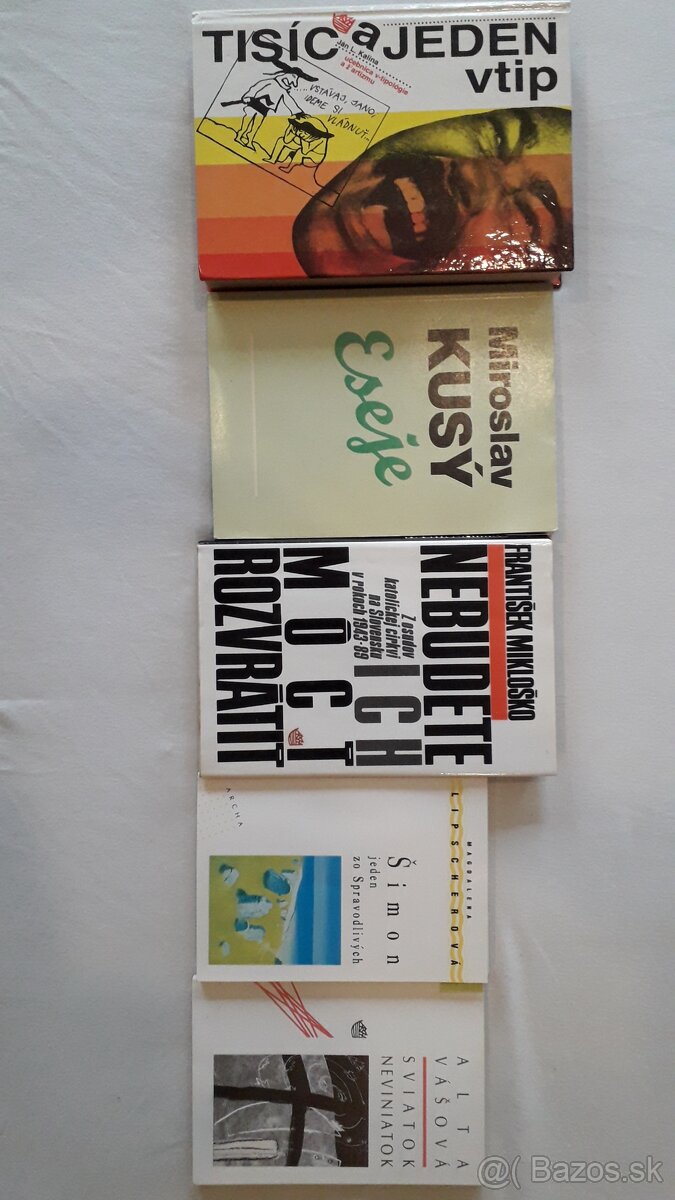 TISÍC a JEDEN
vtip
Ján L. Kalina
učebnica v-tipológie
a ž-artizmu
...VSTÁVAJ, JANO,
IDEME SI
VLÁDNUŤ...
Miroslav
KUSÝ
Eseje
FRANTIŠEK MIKLOŠKO
NEBUDETE
ICH
MÔCŤ
ROZVRÁTIŤ
Z osudov
katolíckej cirkvi
na Slovensku
v rokoch 1943-89
ARCHA
MAGDALENA
LIPSCHEROVÁ
Šimon
jeden
zo Spravodlivých
ALTA
VÁŠOVÁ
SVIATOK
NEVINIATOK
@( Bazos.sk